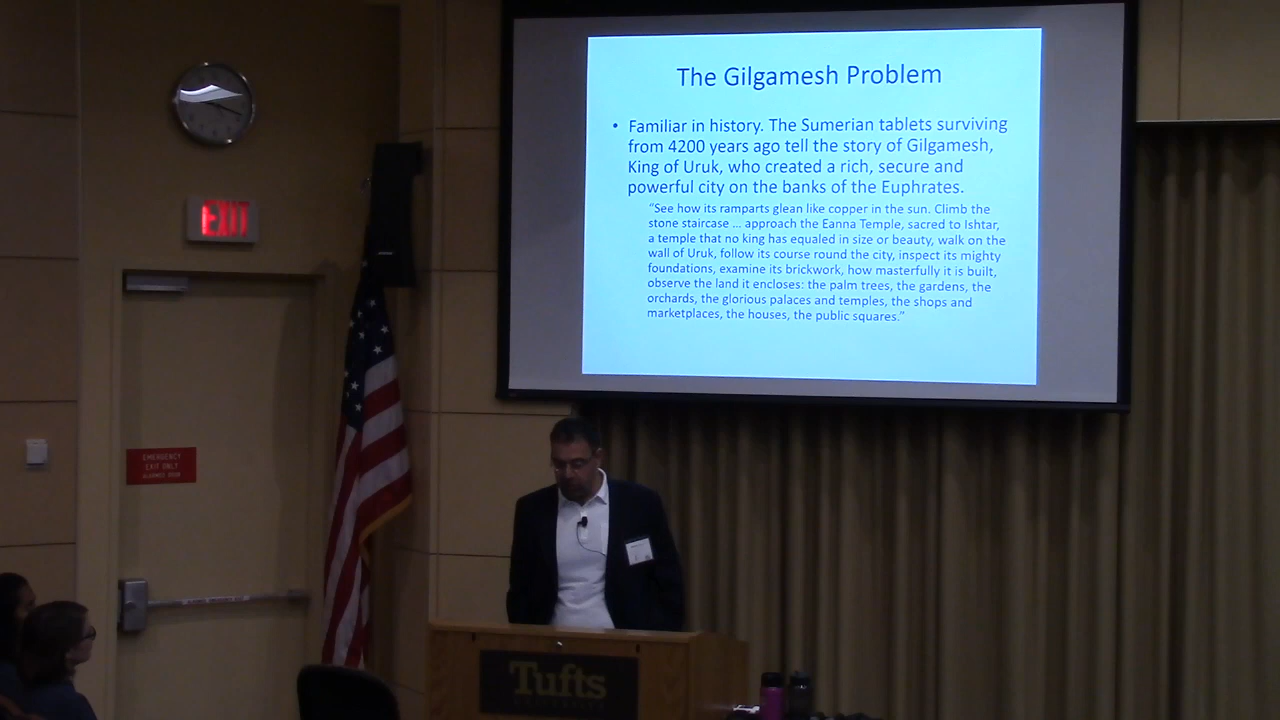 The Gilgamesh Problem
• Familiar in history. The Sumerian tablets surviving
from 4200 years ago tell the story of Gilgamesh,
King of Uruk, who created a rich, secure and
powerful city on the banks of the Euphrates.
“See how its ramparts glean like copper in the sun. Climb the
stone staircase ... approach the Eanna Temple, sacred to Ishtar,
a temple that no king has equaled in size or beauty, walk on the
wall of Uruk, follow its course round the city, inspect its mighty
foundations, examine its brickwork, how masterfully it is built,
observe the land it encloses: the palm trees, the gardens, the
orchards, the glorious palaces and temples, the shops and
marketplaces, the houses, the public squares.”
EXIT
EMERGENCY
EXIT ONLY
Tufts
UNIVERSITY